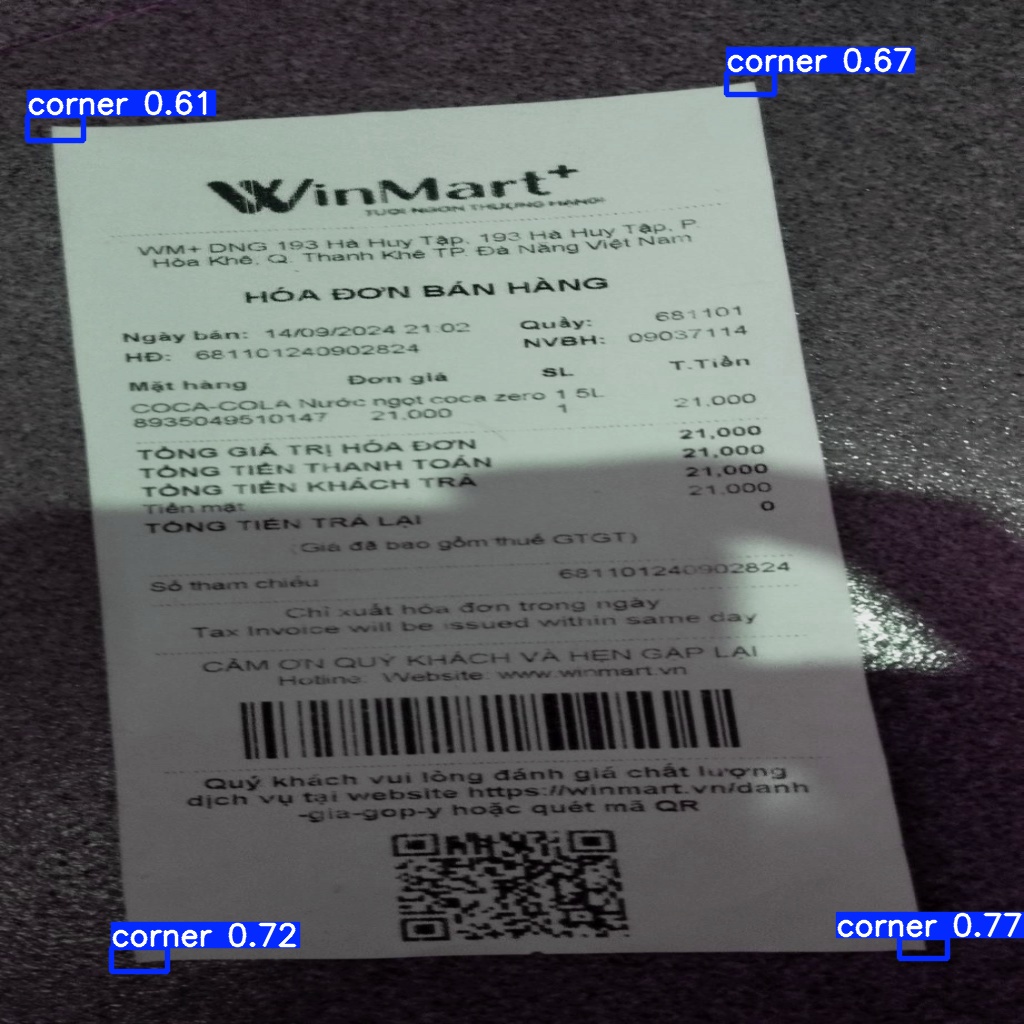 corner 0.67
corner 0.61
WinMart+
TƯƠI NGON THƯỢNG HẠNG!
WM+ DNG 193 Hà Huy Tập, 193 Hà Huy Tập, P.
Hòa Khê, Q. Thanh Khê TP. Đà Nẵng Việt Nam
HÓA ĐƠN BÁN HÀNG
Ngày bán: 14/09/2024 21:02 Quầy: 681101
HĐ: 681101240902824 NVBH: 09037114
Mặt hàng Đơn giá SL T.Tiền
COCA-COLA Nước ngọt coca zero 1.5L
8935049510147 21,000 1 21,000
TỔNG GIÁ TRỊ HÓA ĐƠN 21,000
TỔNG TIỀN THANH TOÁN 21,000
TỔNG TIỀN KHÁCH TRẢ 21,000
Tiền mặt 21,000
TỔNG TIỀN TRẢ LẠI 0
(Giá đã bao gồm thuế GTGT)
Số tham chiếu 681101240902824
Chỉ xuất hóa đơn trong ngày
Tax Invoice will be issued within same day
CẢM ƠN QUÝ KHÁCH VÀ HẸN GẶP LẠI
Hotline: Website: www.winmart.vn
Quý khách vui lòng đánh giá chất lượng
dịch vụ tại website https://winmart.vn/danh
-gia-gop-y hoặc quét mã QR
corner 0.72
corner 0.77